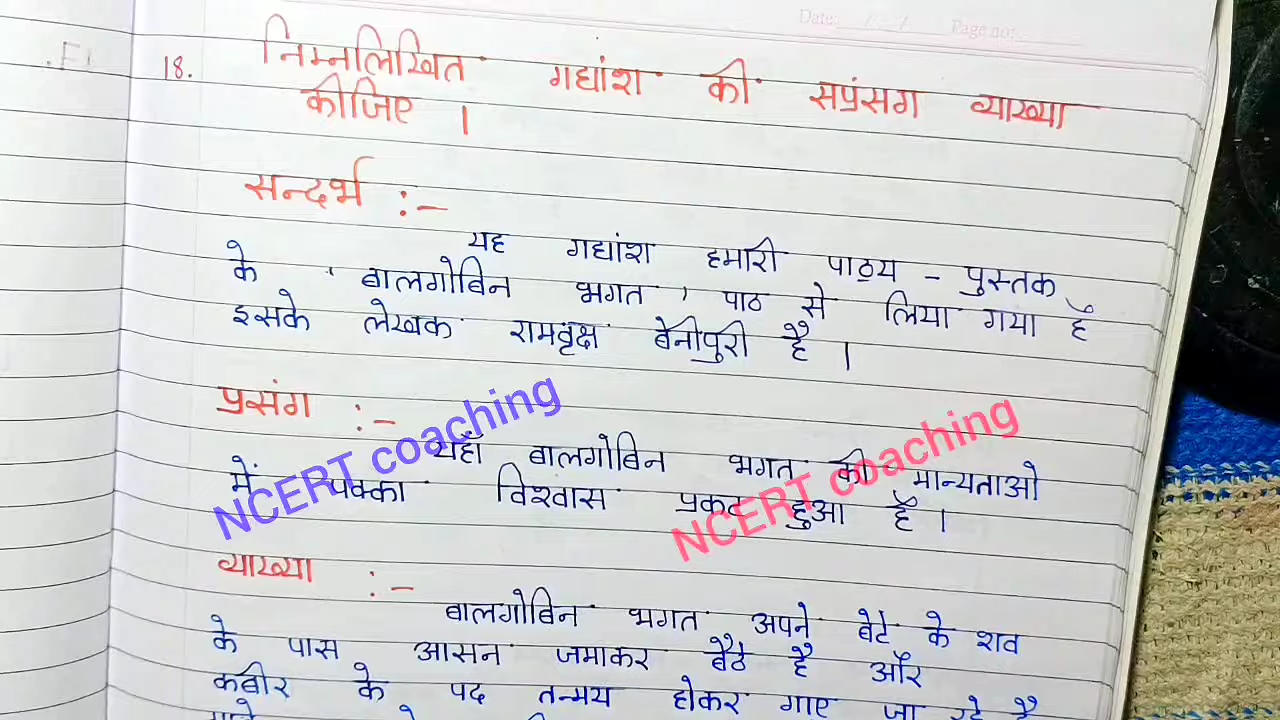 Date: / / Page no:
18. निम्नलिखित गद्यांश की सप्रंसग व्याख्या
कीजिए ।
सन्दर्भ :-
यह गद्यांश हमारी पाठ्य - पुस्तक
के 'बालगोबिन भगत' पाठ से लिया गया है
इसके लेखक रामवृंक्ष बेनीपुरी है ।
प्रसंग :-
यहाँ बालगोबिन भगत की मान्यताओ
में पक्का विश्वास प्रकट हुआ है ।
NCERT coaching
NCERT coaching
व्याख्या :-
बालगोबिन भगत अपने बेटे के शव
के पास आसन जमाकर बैठे है और
कबीर के पद तन्मय होकर गाए जा रहे है